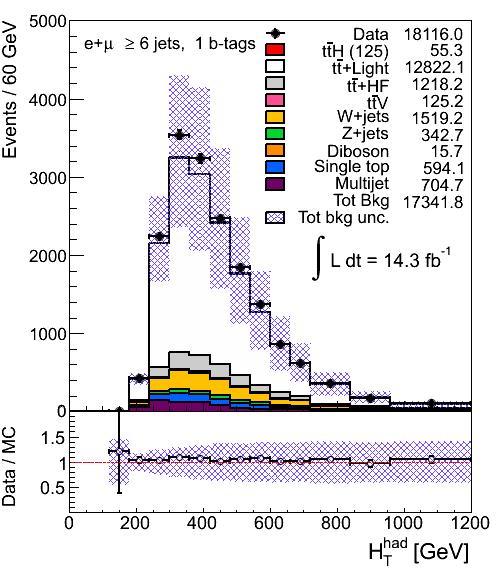 5000
4000
3000
2000
1000
0
Events / 60 GeV
e+μ ≥ 6 jets, 1 b-tags
Data 18116.0
tt̄H (125) 55.3
tt̄+Light 12822.1
tt̄+HF 1218.2
tt̄V 125.2
W+jets 1519.2
Z+jets 342.7
Diboson 15.7
Single top 594.1
Multijet 704.7
Tot Bkg 17341.8
Tot bkg unc.
∫ L dt = 14.3 fb⁻¹
Data / MC
1.5
1
0.5
0 200 400 600 800 1000 1200
H_T^had [GeV]